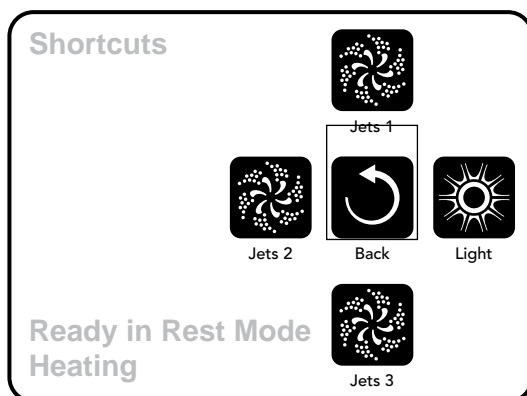 Shortcuts
Jets 1
Jets 2
Back
Light
Ready in Rest Mode
Heating
Jets 3